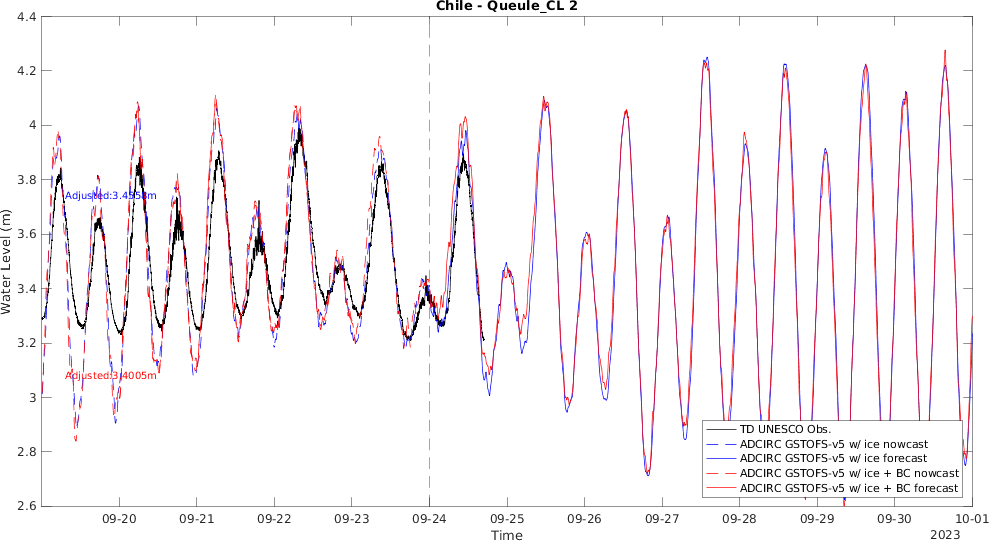 Chile - Queule_CL 2
Water Level (m)
4.4
4.2
4
3.8
3.6
3.4
3.2
3
2.8
2.6
Adjusted:3.4558m
Adjusted:3.4005m
TD UNESCO Obs.
ADCIRC GSTOFS-v5 w/ ice nowcast
ADCIRC GSTOFS-v5 w/ ice forecast
ADCIRC GSTOFS-v5 w/ ice + BC nowcast
ADCIRC GSTOFS-v5 w/ ice + BC forecast
09-20 09-21 09-22 09-23 09-24 09-25 09-26 09-27 09-28 09-29 09-30 10-01
Time
2023